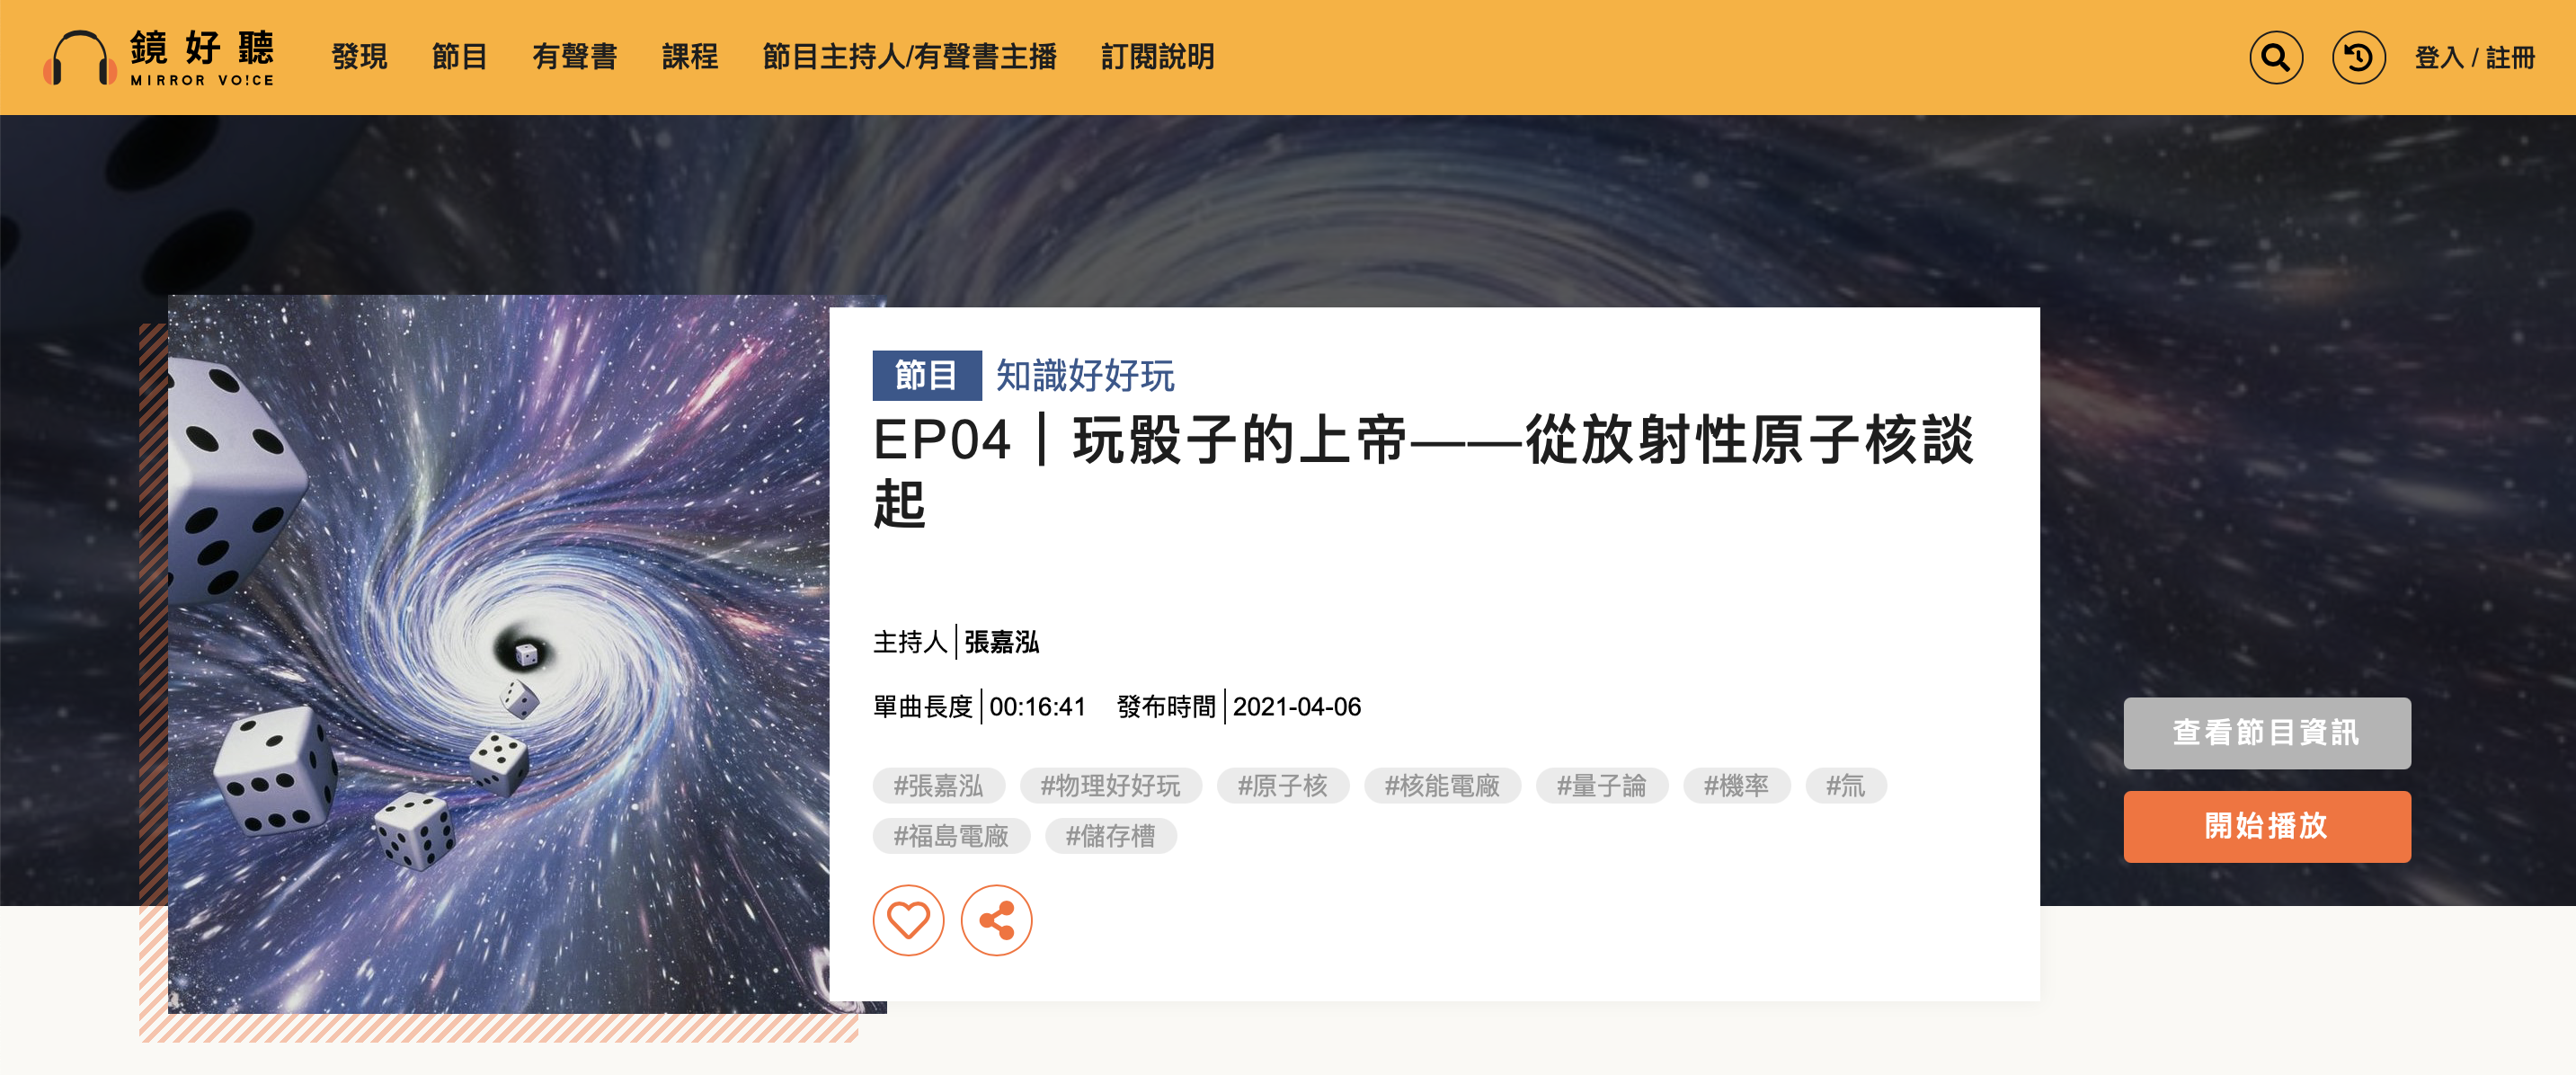 鏡好聽
MIRROR VO!CE
發現 節目 有聲書 課程 節目主持人/有聲書主播 訂閱說明
登入 / 註冊
節目 知識好好玩
EP04｜玩骰子的上帝——從放射性原子核談
起
主持人 張嘉泓
單曲長度 00:16:41 發布時間 2021-04-06
#張嘉泓 #物理好好玩 #原子核 #核能電廠 #量子論 #機率 #氚
#福島電廠 #儲存槽
查看節目資訊
開始播放